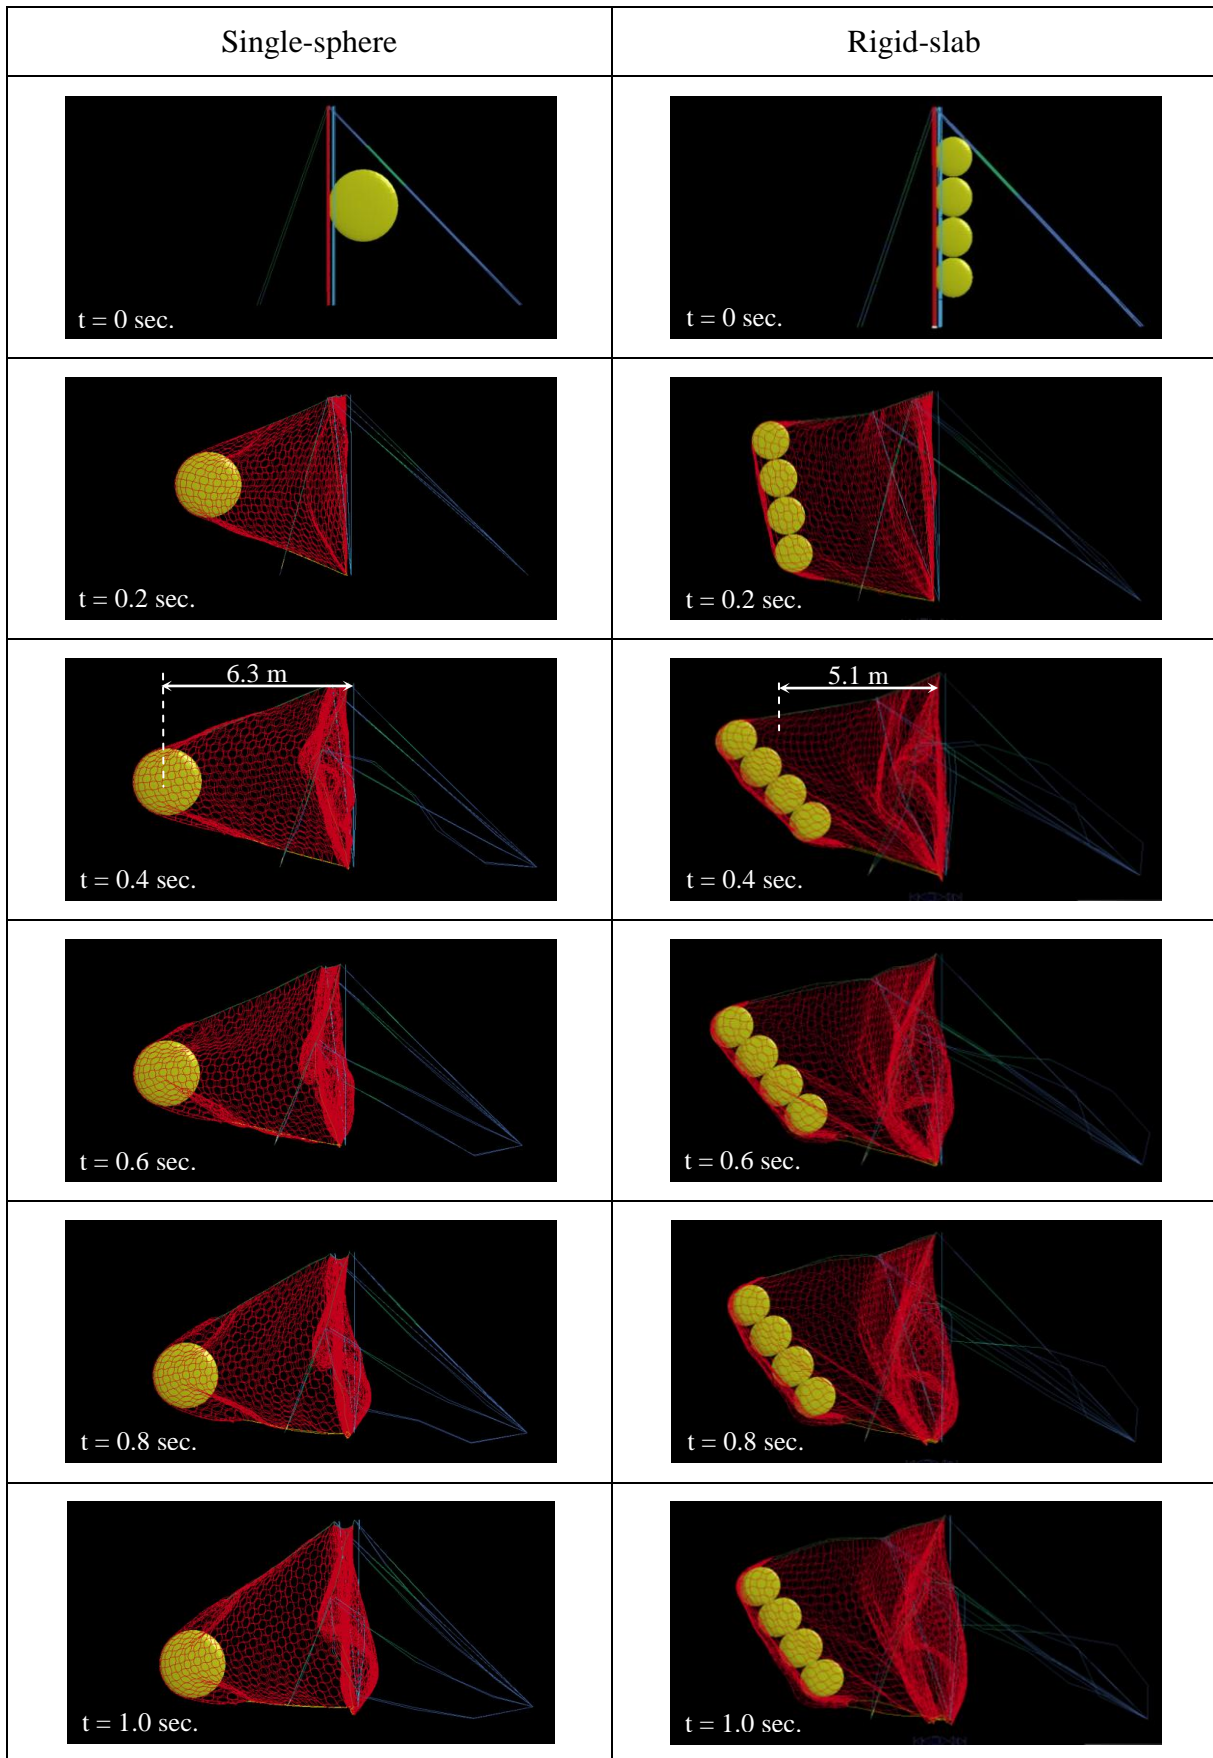 Single-sphere
Rigid-slab
t = 0 sec.
t = 0 sec.
t = 0.2 sec.
t = 0.2 sec.
6.3 m
5.1 m
t = 0.4 sec.
t = 0.4 sec.
t = 0.6 sec.
t = 0.6 sec.
t = 0.8 sec.
t = 0.8 sec.
t = 1.0 sec.
t = 1.0 sec.